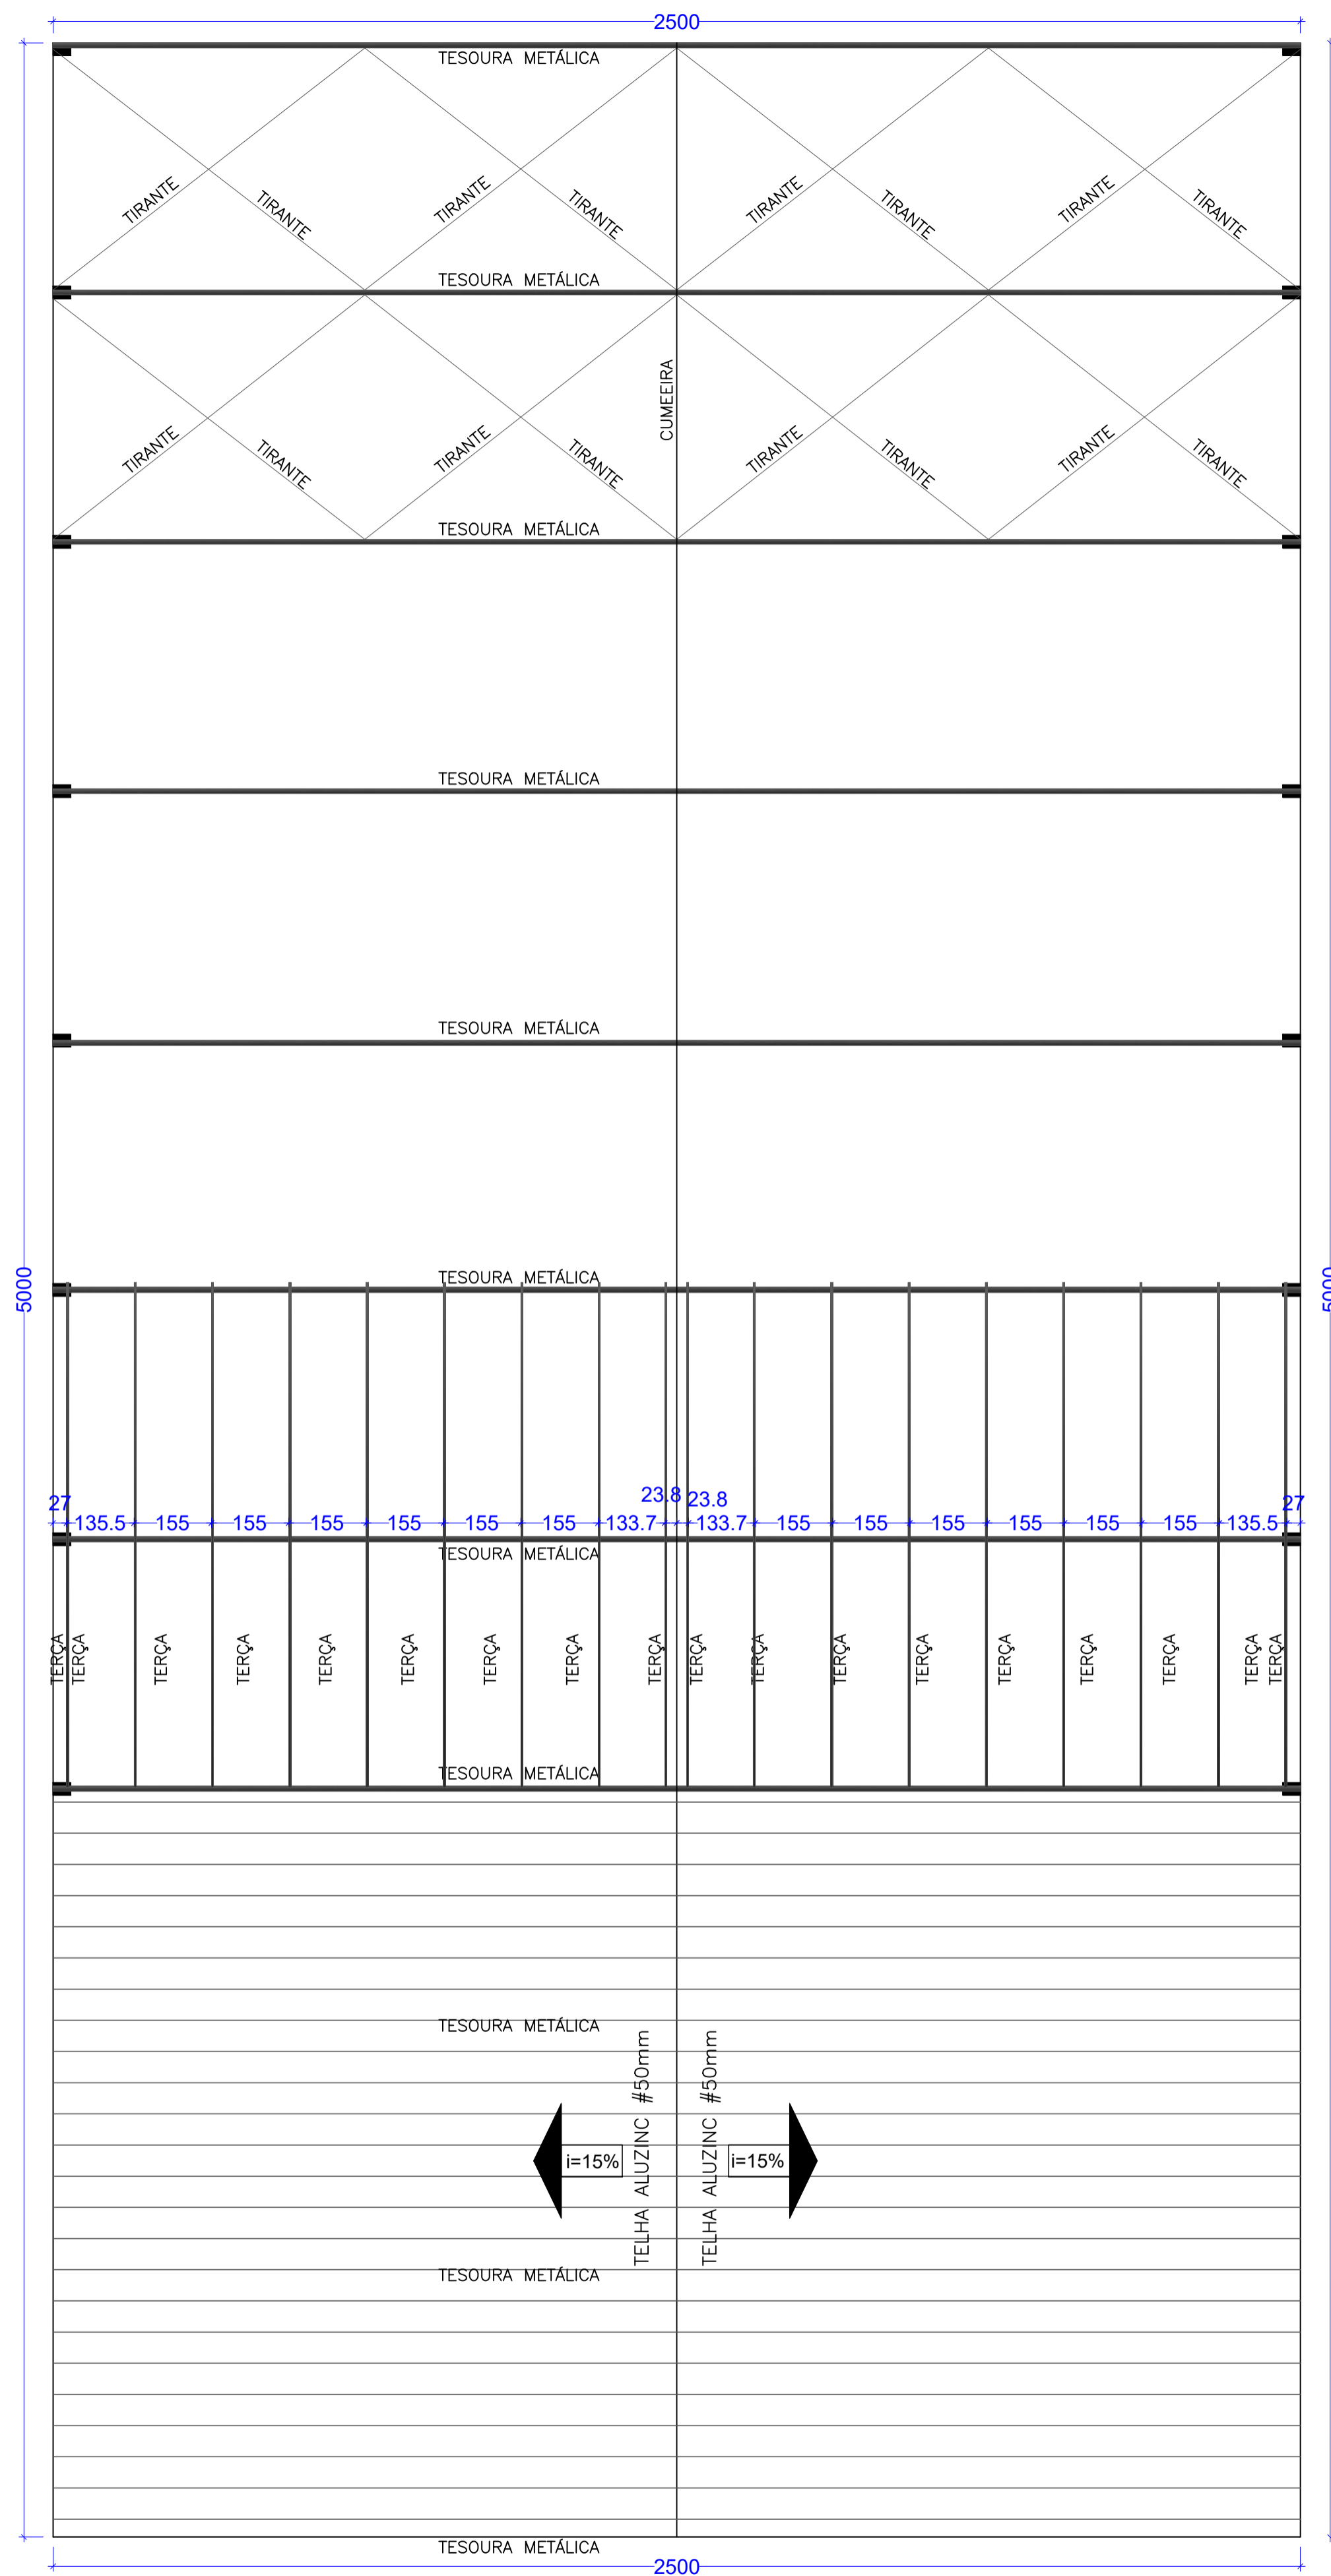 2500
TESOURA METÁLICA
TIRANTE TIRANTE TIRANTE TIRANTE TIRANTE TIRANTE TIRANTE TIRANTE
TESOURA METÁLICA
CUMEEIRA
TIRANTE TIRANTE TIRANTE TIRANTE TIRANTE TIRANTE TIRANTE TIRANTE
TESOURA METÁLICA
TESOURA METÁLICA
TESOURA METÁLICA
TESOURA METÁLICA
5000
5000
27 23.8 23.8 27
135.5 155 155 155 155 155 155 133.7 133.7 155 155 155 155 155 155 135.5
TESOURA METÁLICA
TERÇA TERÇA TERÇA TERÇA TERÇA TERÇA TERÇA TERÇA TERÇA TERÇA TERÇA TERÇA TERÇA TERÇA TERÇA TERÇA TERÇA TERÇA
TESOURA METÁLICA
TESOURA METÁLICA
TELHA ALUZINC #50mm
TELHA ALUZINC #50mm
i=15% i=15%
TESOURA METÁLICA
TESOURA METÁLICA
2500